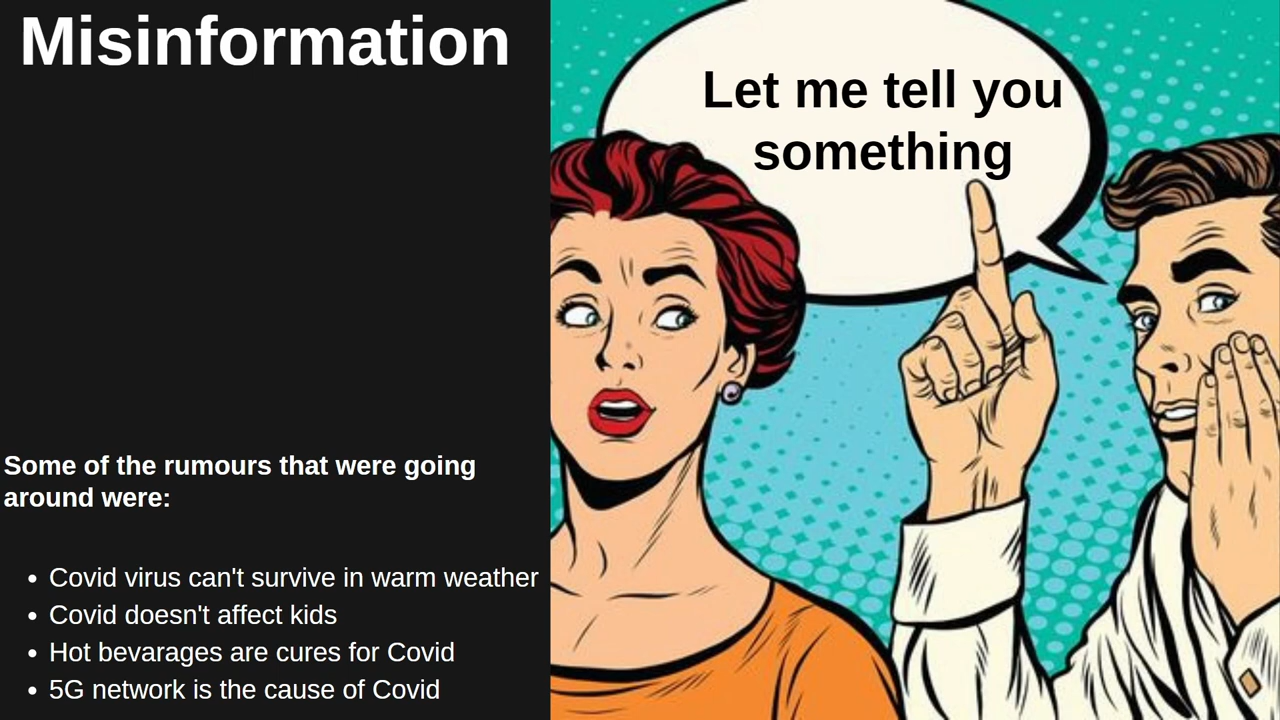 Misinformation
Let me tell you
something
Some of the rumours that were going
around were:
• Covid virus can't survive in warm weather
• Covid doesn't affect kids
• Hot bevarages are cures for Covid
• 5G network is the cause of Covid